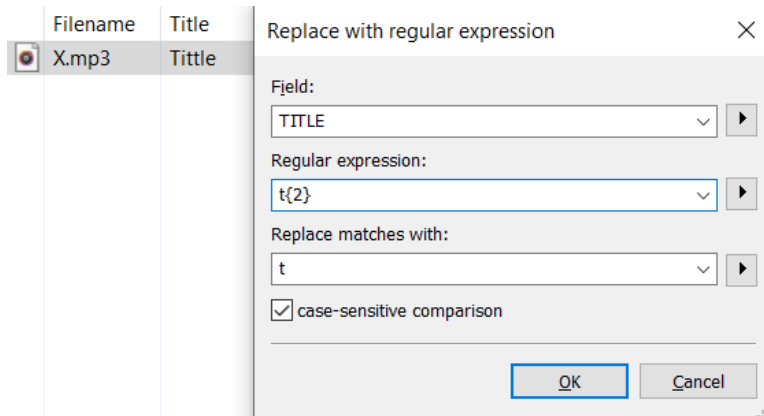 Filename Title
X.mp3 Tittle
Replace with regular expression
Field:
TITLE
Regular expression:
t{2}
Replace matches with:
t
case-sensitive comparison
OK Cancel